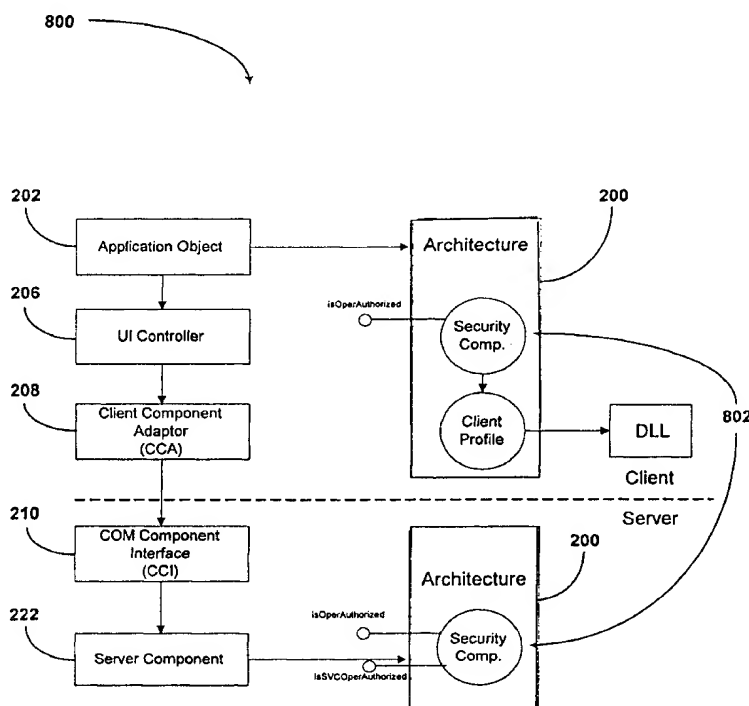 800
202
Application Object
200
Architecture
206
UI Controller
isOperAuthorized
Security
Comp.
208
Client Component
Adaptor
(CCA)
Client
Profile
DLL
802
Client
Server
210
COM Component
Interface
(CCI)
200
Architecture
222
Server Component
isOperAuthorized
Security
Comp.
isSVCOperAuthorized